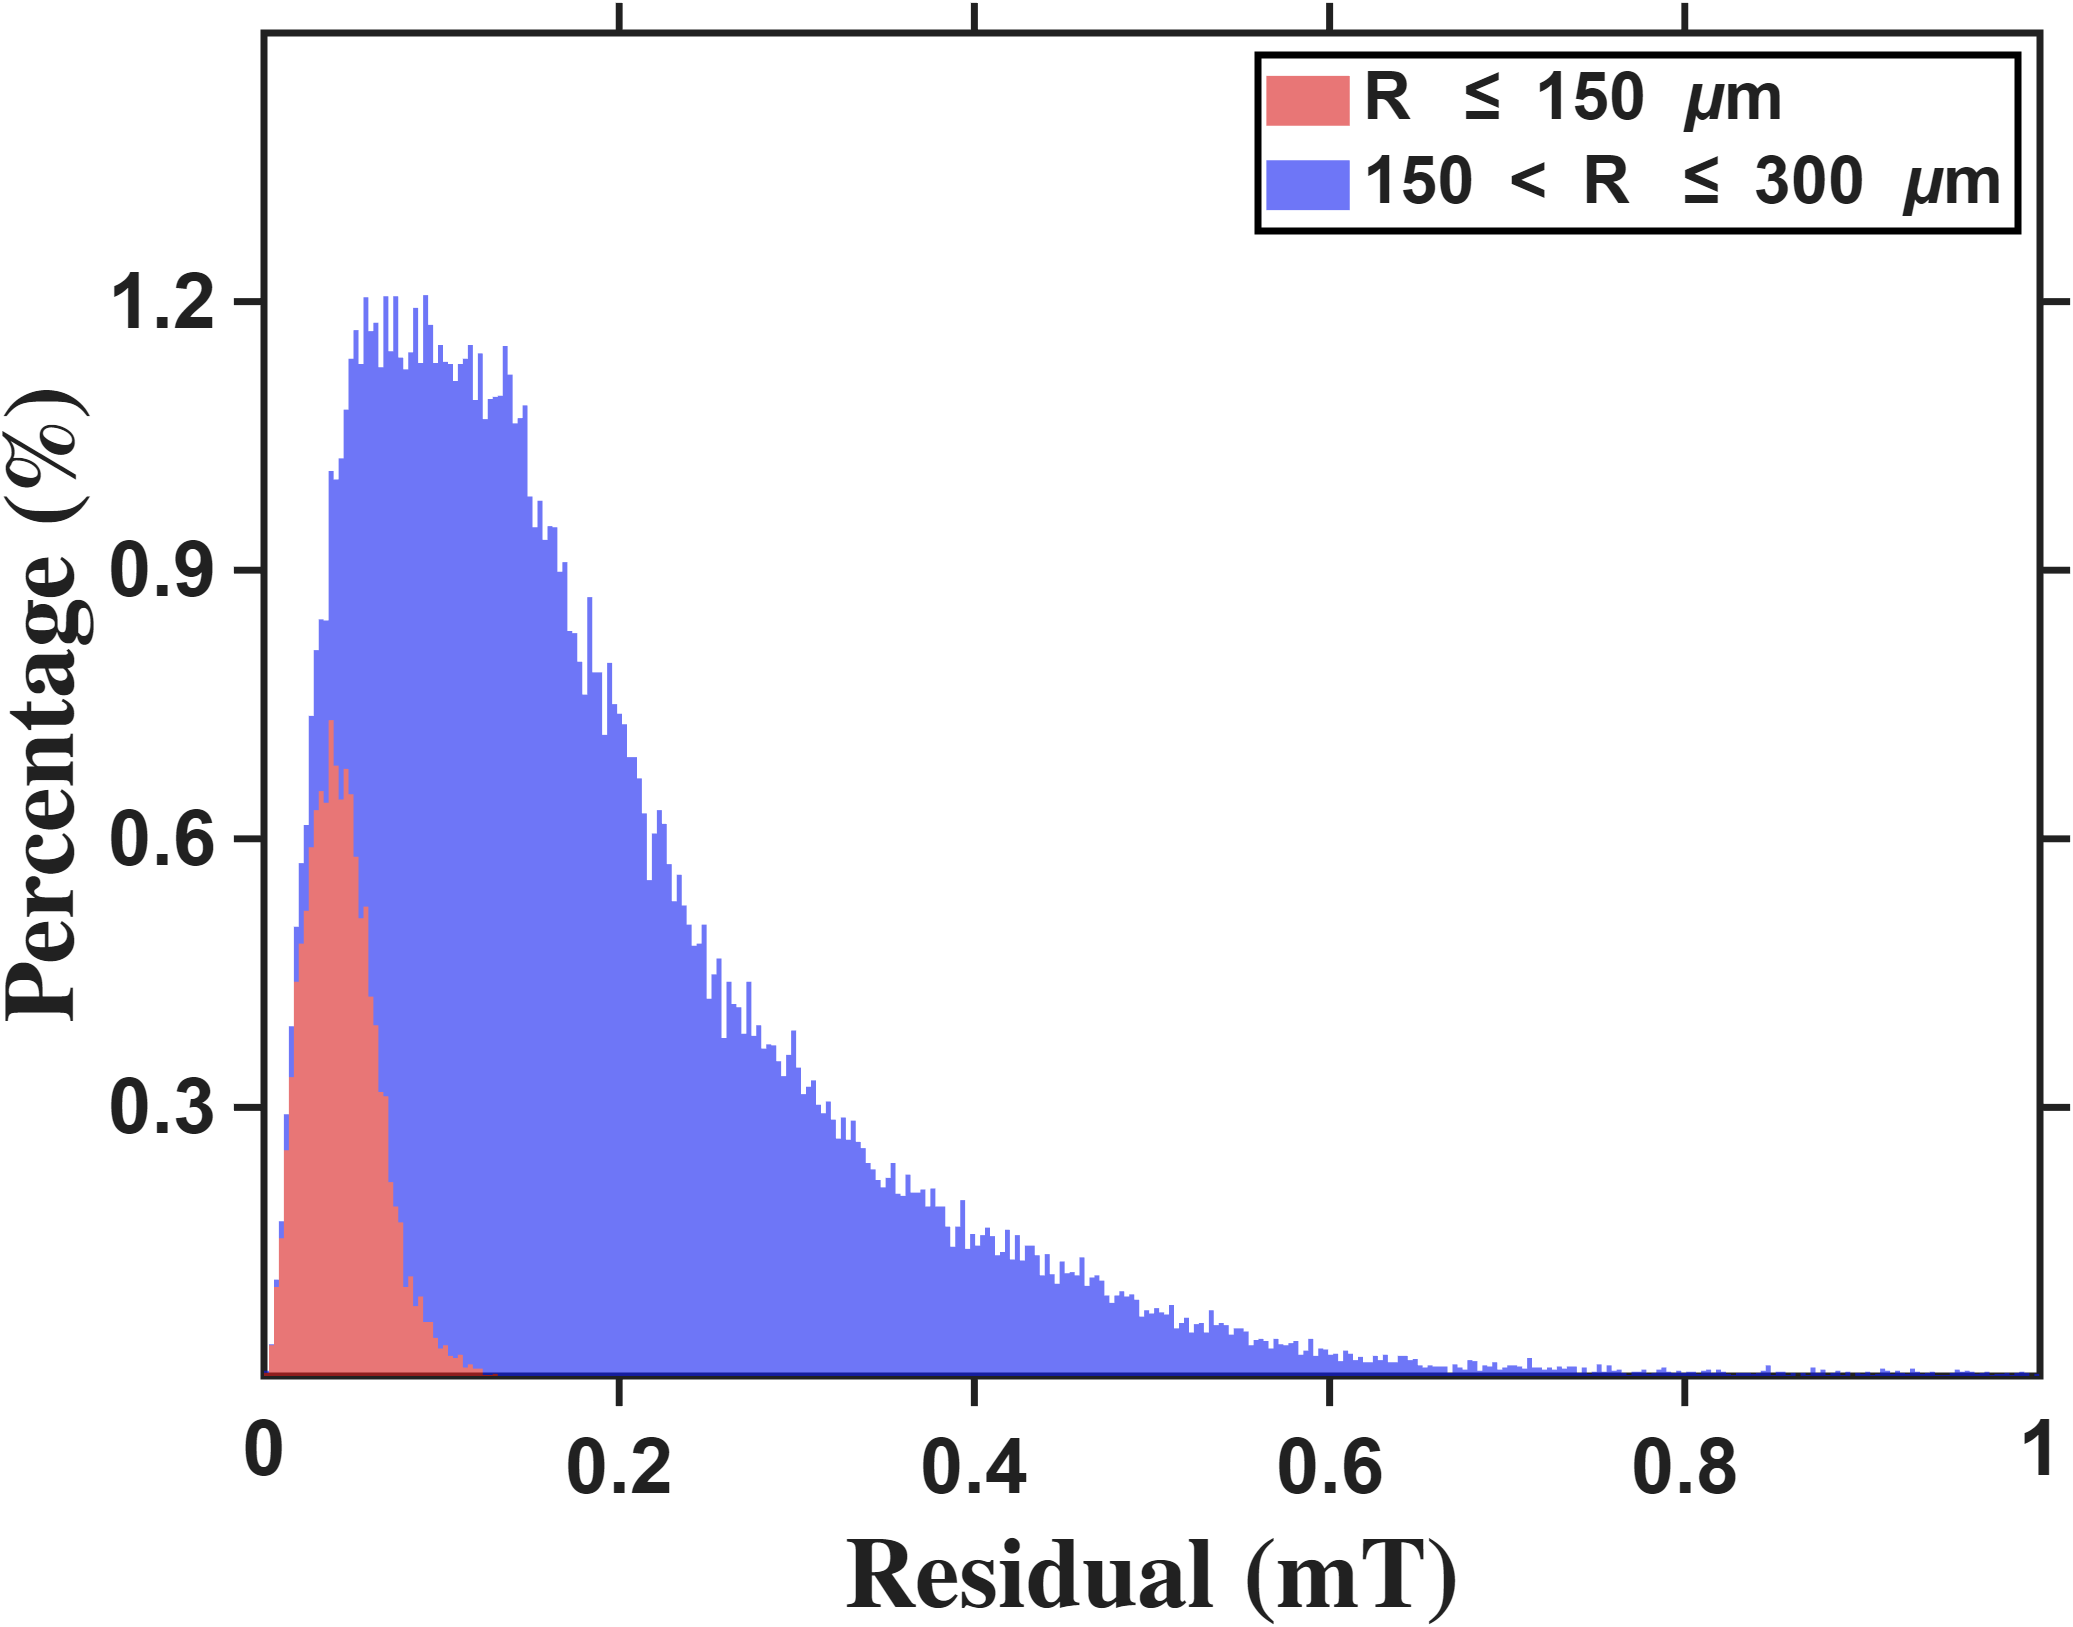 R ≤ 150 µm
150 < R ≤ 300 µm
1.2
0.9
0.6
0.3
Percentage (%)
0 0.2 0.4 0.6 0.8 1
Residual (mT)